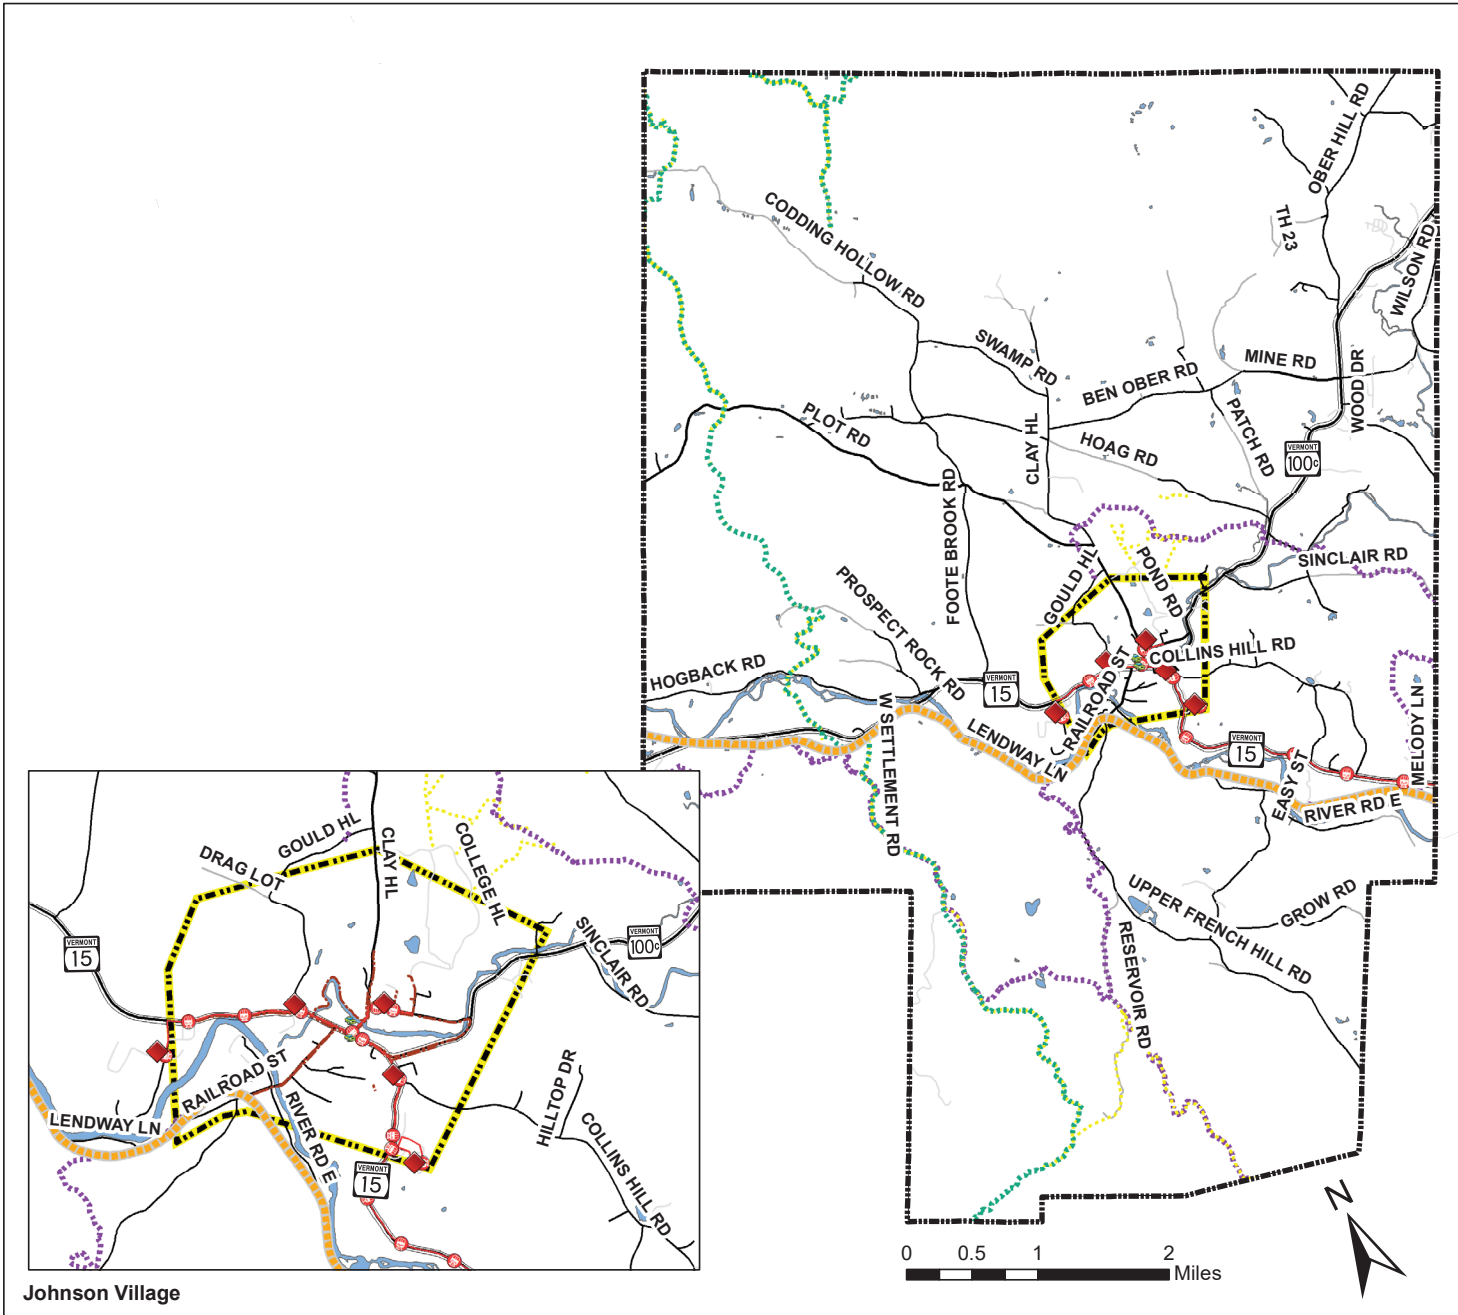 OBER HILL RD
TH 23
WILSON RD
CODDING HOLLOW RD
SWAMP RD
MINE RD
WOOD DR
BEN OBER RD
PATCH RD
PLOT RD
CLAY HL
HOAG RD
VERMONT
100C
FOOTE BROOK RD
SINCLAIR RD
POND RD
GOULD HL
PROSPECT ROCK RD
COLLINS HILL RD
HOGBACK RD
VERMONT
15
RAILROAD ST
W SETTLEMENT RD
LENDWAY LN
VERMONT
15
EASY ST
MELODY LN
RIVER RD E
UPPER FRENCH HILL RD
GROW RD
RESERVOIR RD
GOULD HL
DRAG LOT
CLAY HL
COLLEGE HL
VERMONT
15
SINCLAIR RD
VERMONT
100C
RAILROAD ST
LENDWAY LN
RIVER RD E
HILLTOP DR
COLLINS HILL RD
VERMONT
15
Johnson Village
N
0 0.5 1 2
Miles